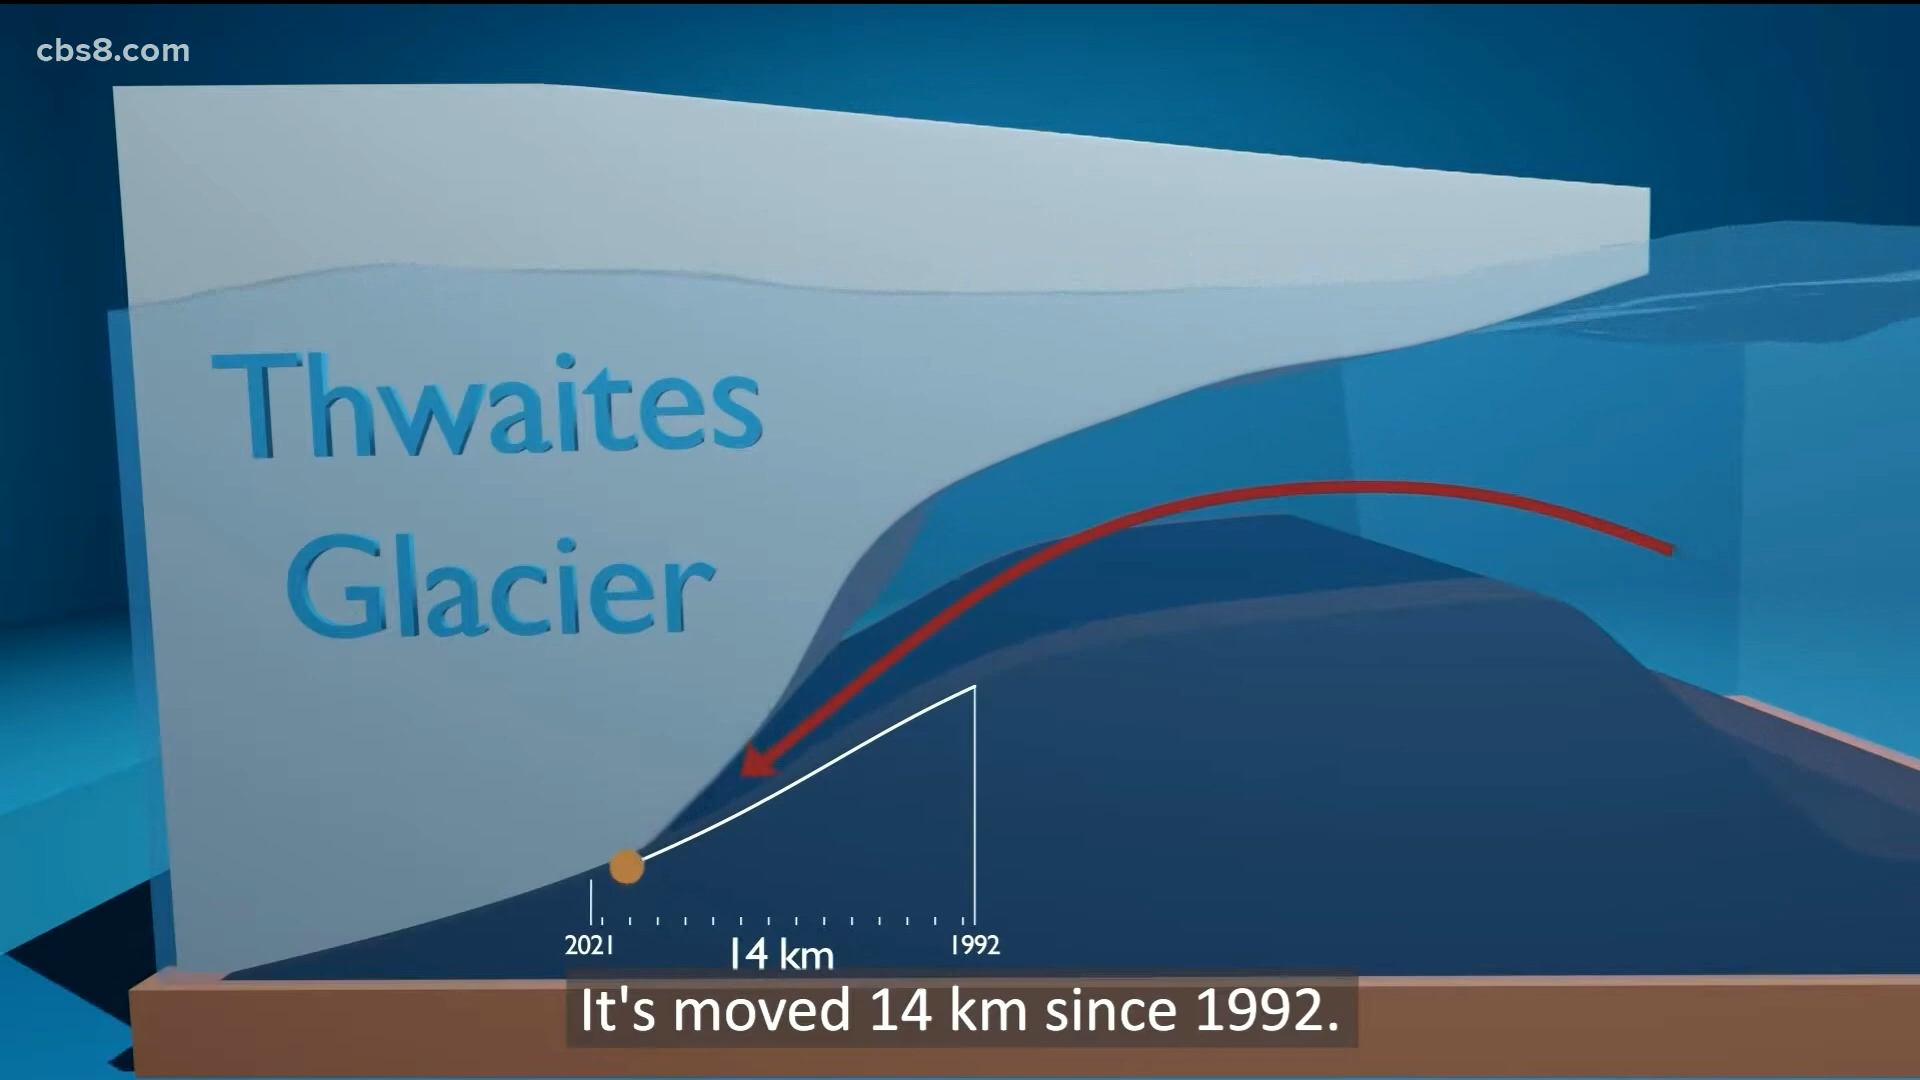 cbs8.com
Thwaites
Glacier
2021
1992
14 km
It's moved 14 km since 1992.